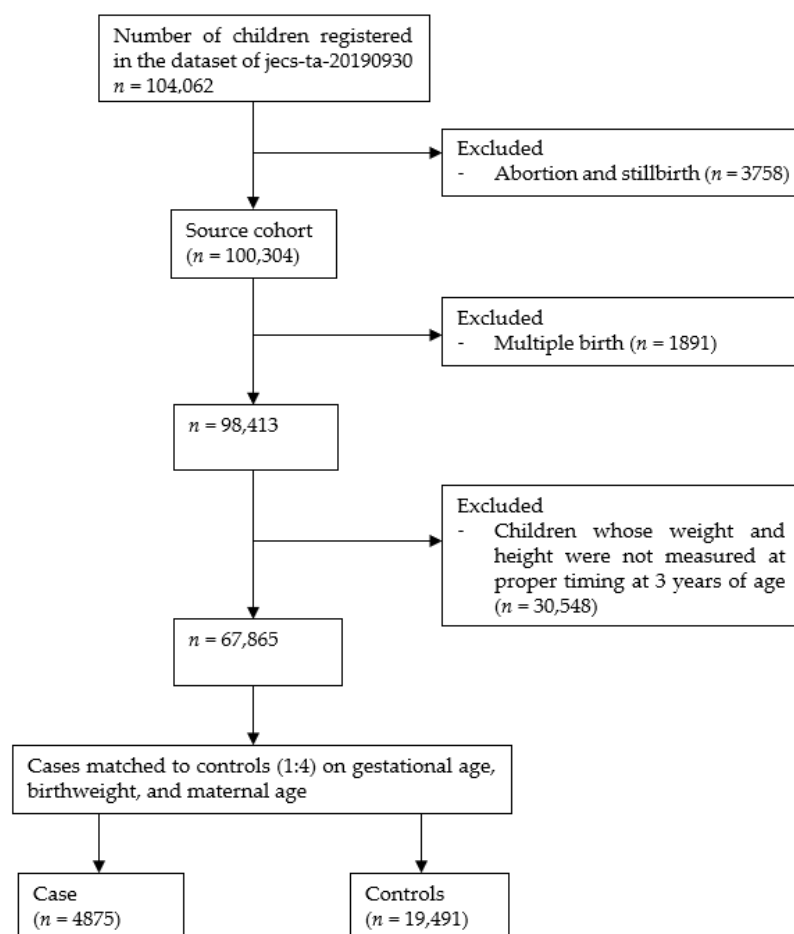 Number of children registered
in the dataset of jecs-ta-20190930
n = 104,062
Excluded
- Abortion and stillbirth (n = 3758)
Source cohort
(n = 100,304)
Excluded
- Multiple birth (n = 1891)
n = 98,413
Excluded
- Children whose weight and
height were not measured at
proper timing at 3 years of age
(n = 30,548)
n = 67,865
Cases matched to controls (1:4) on gestational age,
birthweight, and maternal age
Case
(n = 4875)
Controls
(n = 19,491)